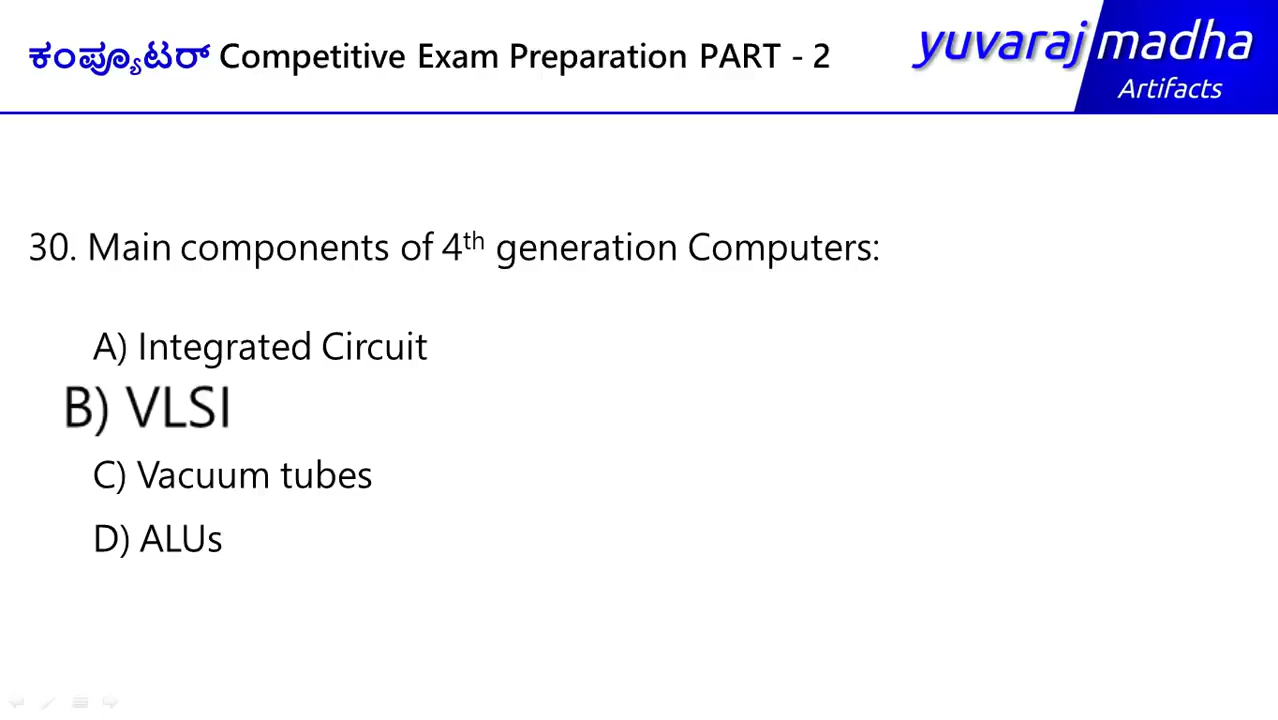 ಕಂಪ್ಯೂಟರ್ Competitive Exam Preparation PART - 2
yuvaraj madha
Artifacts
30. Main components of 4th generation Computers:
A) Integrated Circuit
B) VLSI
C) Vacuum tubes
D) ALUs